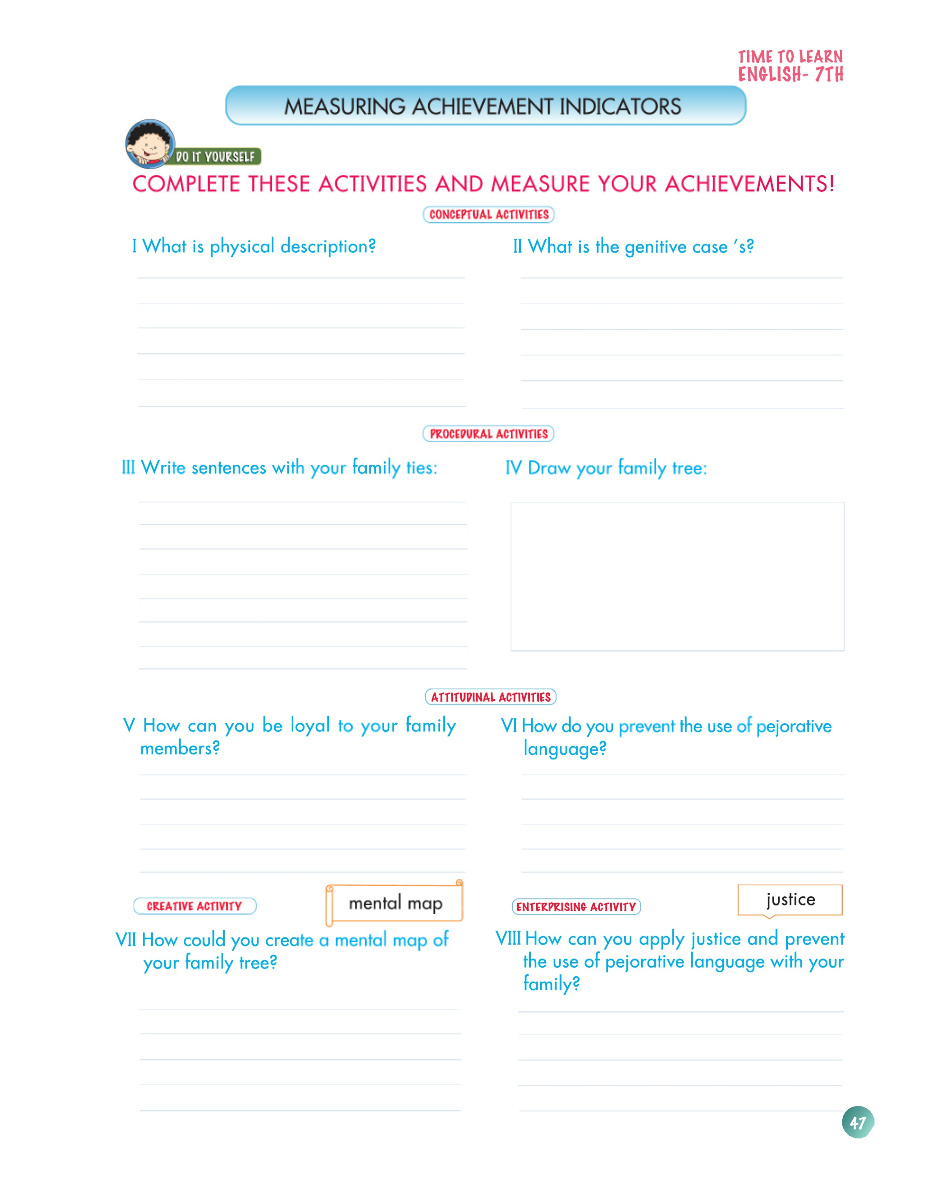 TIME TO LEARN
ENGLISH- 7TH
MEASURING ACHIEVEMENT INDICATORS
DO IT YOURSELF
COMPLETE THESE ACTIVITIES AND MEASURE YOUR ACHIEVEMENTS!
CONCEPTUAL ACTIVITIES
I What is physical description?
II What is the genitive case 's?
PROCEDURAL ACTIVITIES
III Write sentences with your family ties:
IV Draw your family tree:
ATTITUDINAL ACTIVITIES
V How can you be loyal to your family
members?
VI How do you prevent the use of pejorative
language?
CREATIVE ACTIVITY
mental map
VII How could you create a mental map of
your family tree?
ENTERPRISING ACTIVITY
justice
VIII How can you apply justice and prevent
the use of pejorative language with your
family?
47